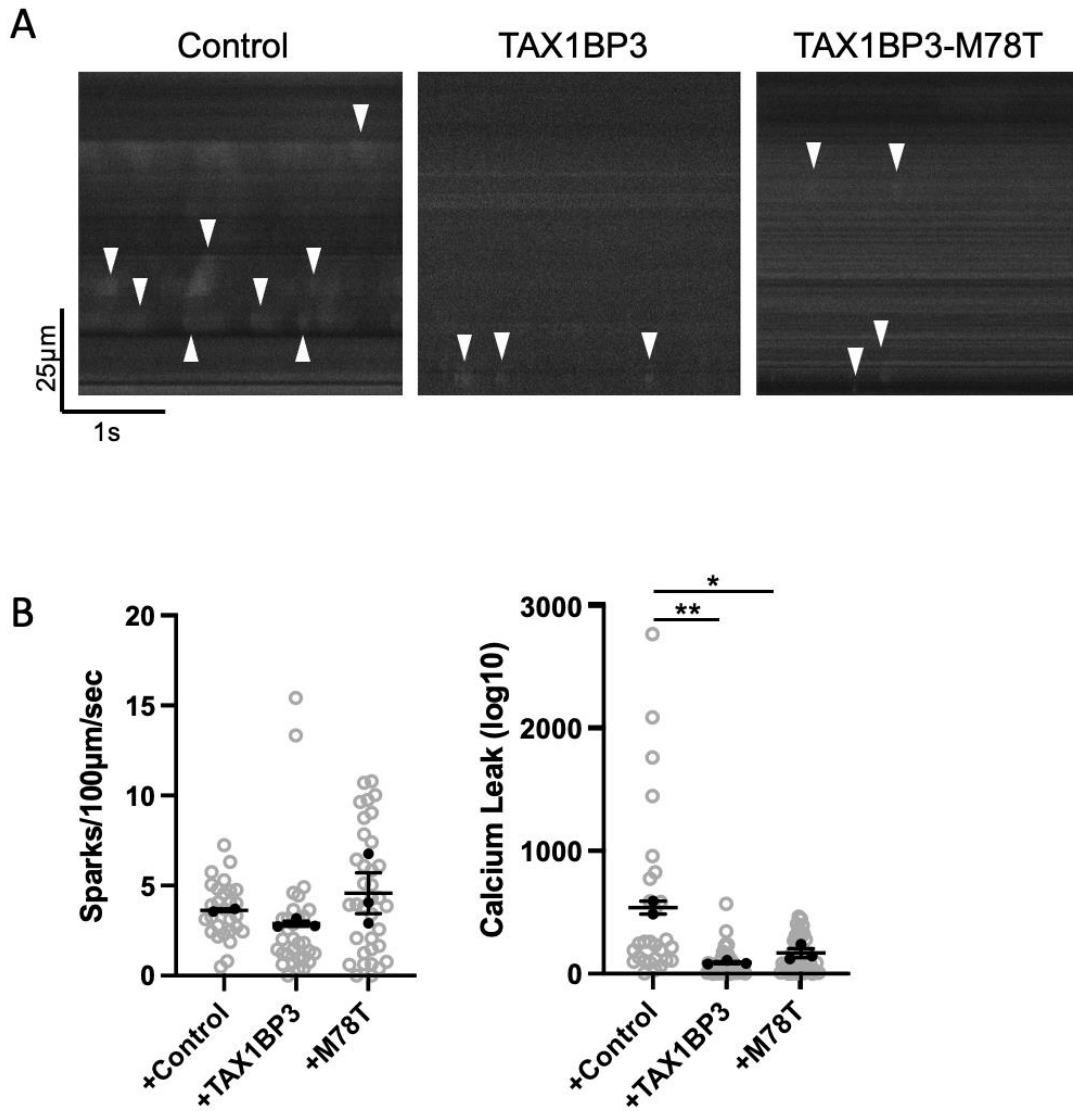 A
Control
TAX1BP3
TAX1BP3-M78T
25μm
1s
B
Sparks/100μm/sec
20
15
10
5
0
+Control
+TAX1BP3
+M78T
Calcium Leak (log10)
3000
2000
1000
0
*
**
+Control
+TAX1BP3
+M78T